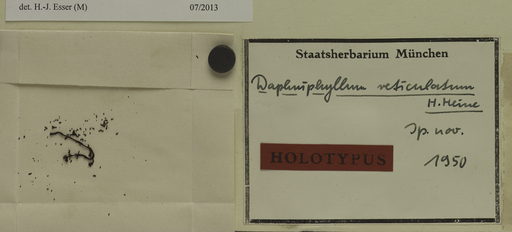 det. H.-J. Esser (M) 07/2013
Staatsherbarium München
Daphniphyllum reticulatum
H. Heine
Sp. nov.
HOLOTYPUS 1950